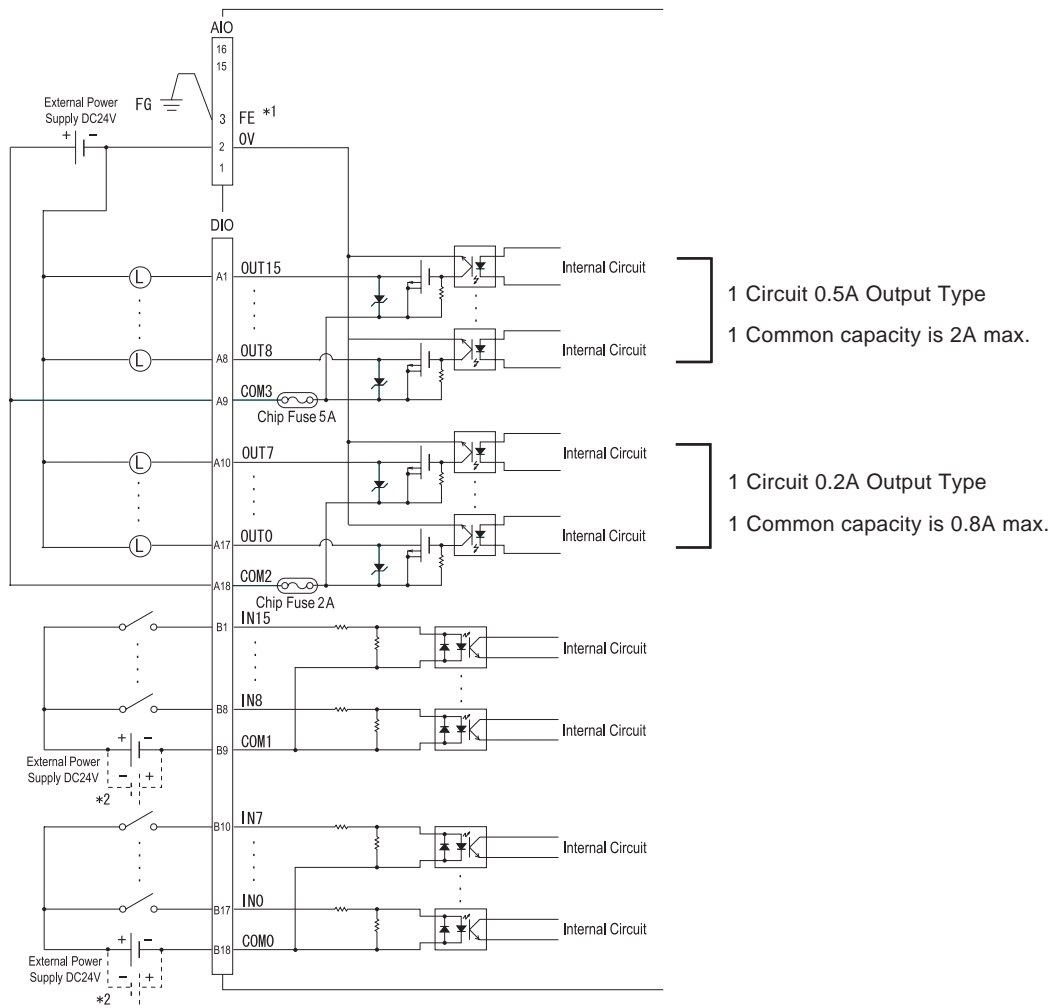 AIO
16
15
External Power
Supply DC24V
+ −
FG
3
FE *1
2
0V
1
DIO
L
A1
OUT15
Internal Circuit
L
A8
OUT8
Internal Circuit
A9
COM3
Chip Fuse 5A
1 Circuit 0.5A Output Type
1 Common capacity is 2A max.
L
A10
OUT7
Internal Circuit
L
A17
OUT0
Internal Circuit
A18
COM2
Chip Fuse 2A
1 Circuit 0.2A Output Type
1 Common capacity is 0.8A max.
B1
IN15
Internal Circuit
B8
IN8
Internal Circuit
+ −
B9
COM1
External Power
Supply DC24V
− +
*2
B10
IN7
Internal Circuit
B17
IN0
Internal Circuit
+ −
B18
COM0
External Power
Supply DC24V
− +
*2